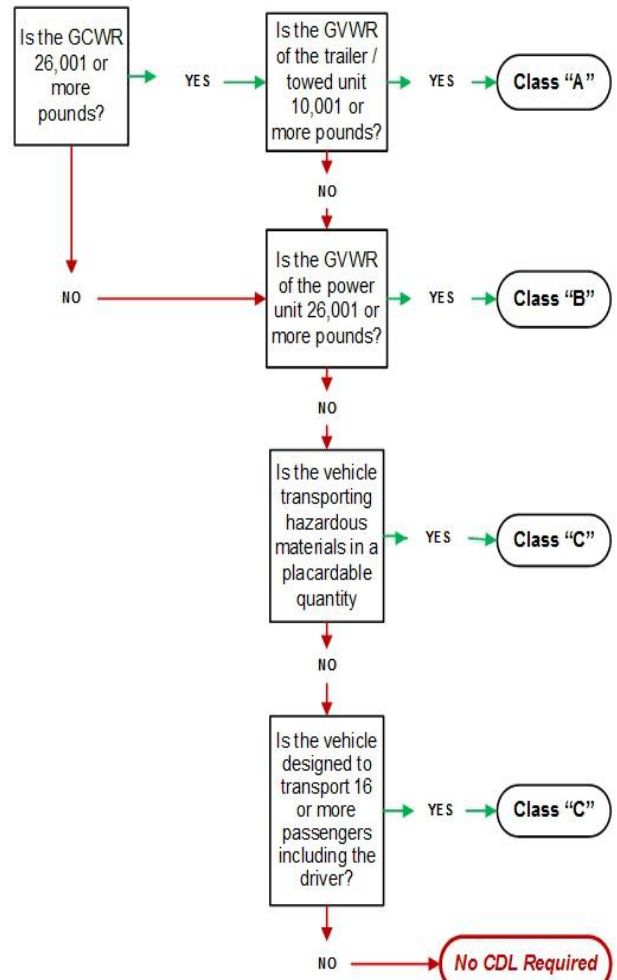 Is the GCWR
26,001 or
more
pounds?
YES
Is the GVWR
of the trailer /
towed unit
10,001 or
more pounds?
YES
Class “A”
NO
NO
Is the GVWR
of the power
unit 26,001 or
more pounds?
YES
Class “B”
NO
Is the vehicle
transporting
hazardous
materials in a
placardable
quantity
YES
Class “C”
NO
Is the vehicle
designed to
transport 16
or more
passengers
including the
driver?
YES
Class “C”
NO
No CDL Required